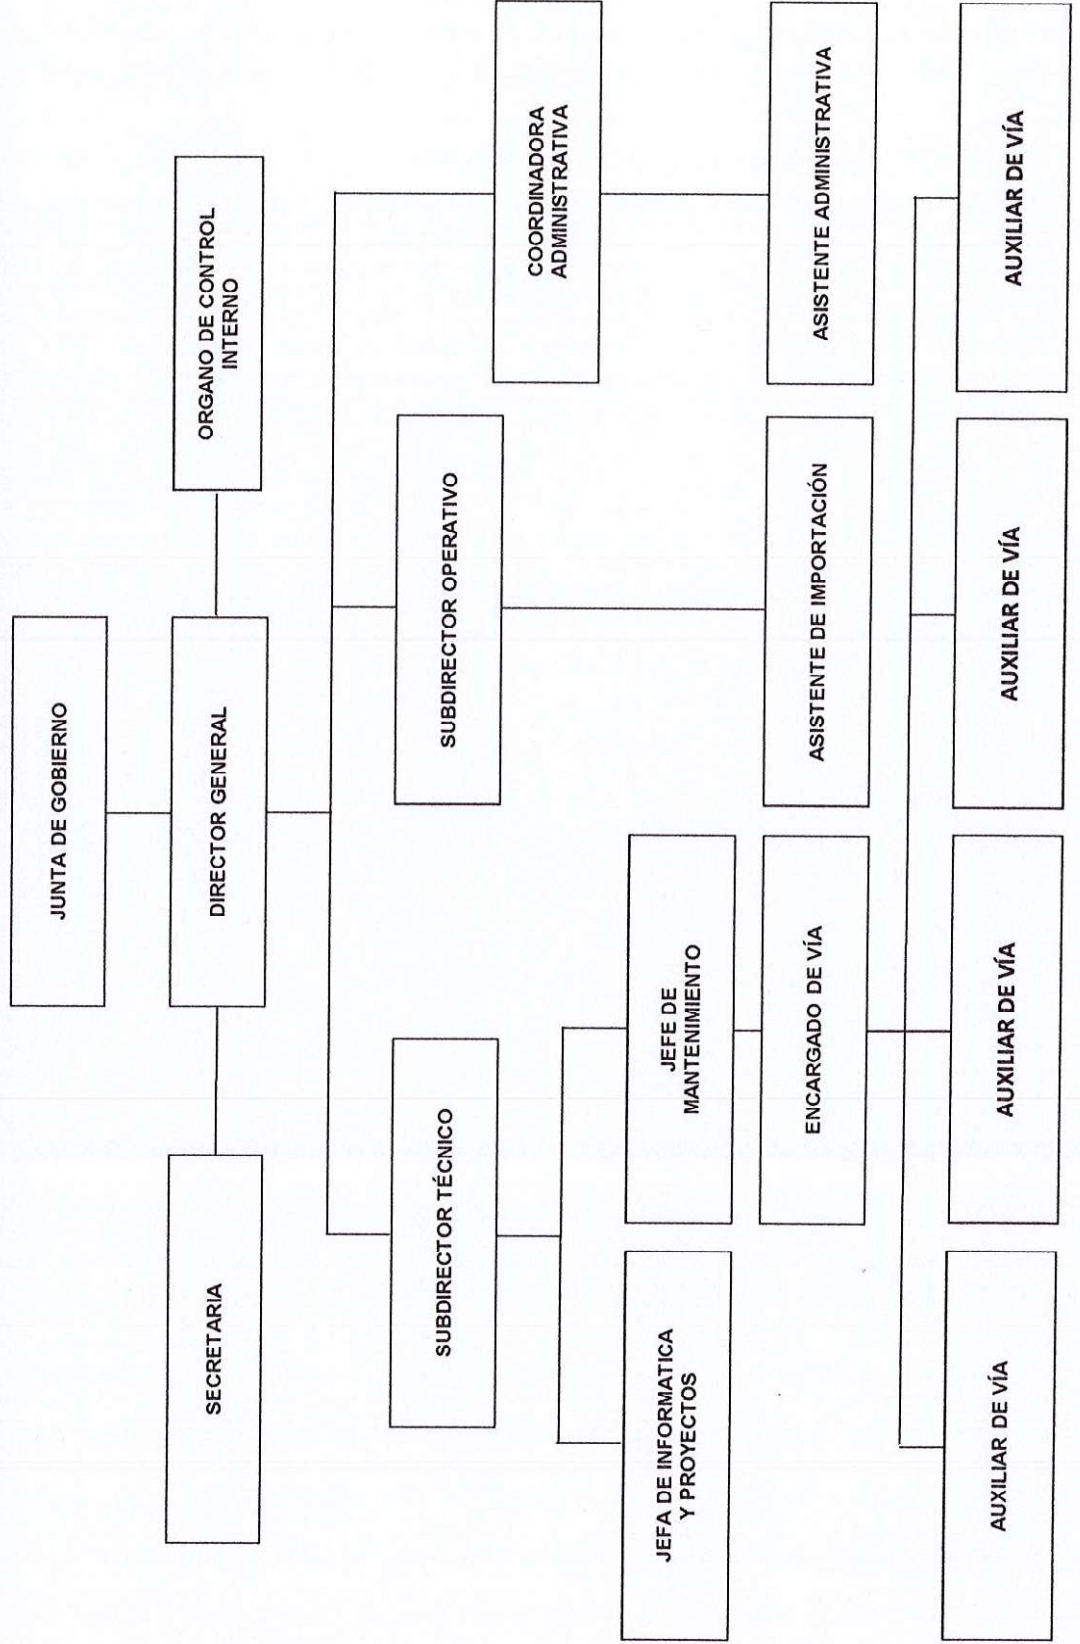 JUNTA DE GOBIERNO
SECRETARIA
DIRECTOR GENERAL
ORGANO DE CONTROL
INTERNO
SUBDIRECTOR TÉCNICO
SUBDIRECTOR OPERATIVO
COORDINADORA
ADMINISTRATIVA
JEFA DE INFORMATICA
Y PROYECTOS
JEFE DE
MANTENIMIENTO
ENCARGADO DE VÍA
ASISTENTE DE IMPORTACIÓN
ASISTENTE ADMINISTRATIVA
AUXILIAR DE VÍA
AUXILIAR DE VÍA
AUXILIAR DE VÍA
AUXILIAR DE VÍA